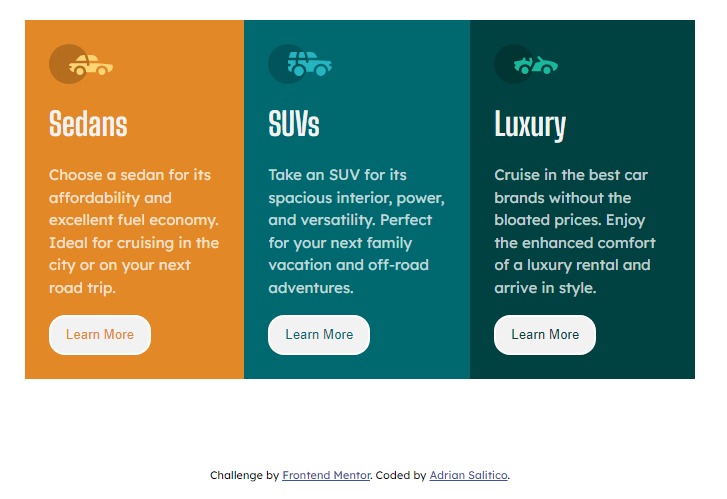 Sedans
Choose a sedan for its
affordability and
excellent fuel economy.
Ideal for cruising in the
city or on your next
road trip.
Learn More
SUVs
Take an SUV for its
spacious interior, power,
and versatility. Perfect
for your next family
vacation and off-road
adventures.
Learn More
Luxury
Cruise in the best car
brands without the
bloated prices. Enjoy
the enhanced comfort
of a luxury rental and
arrive in style.
Learn More
Challenge by Frontend Mentor. Coded by Adrian Salitico.